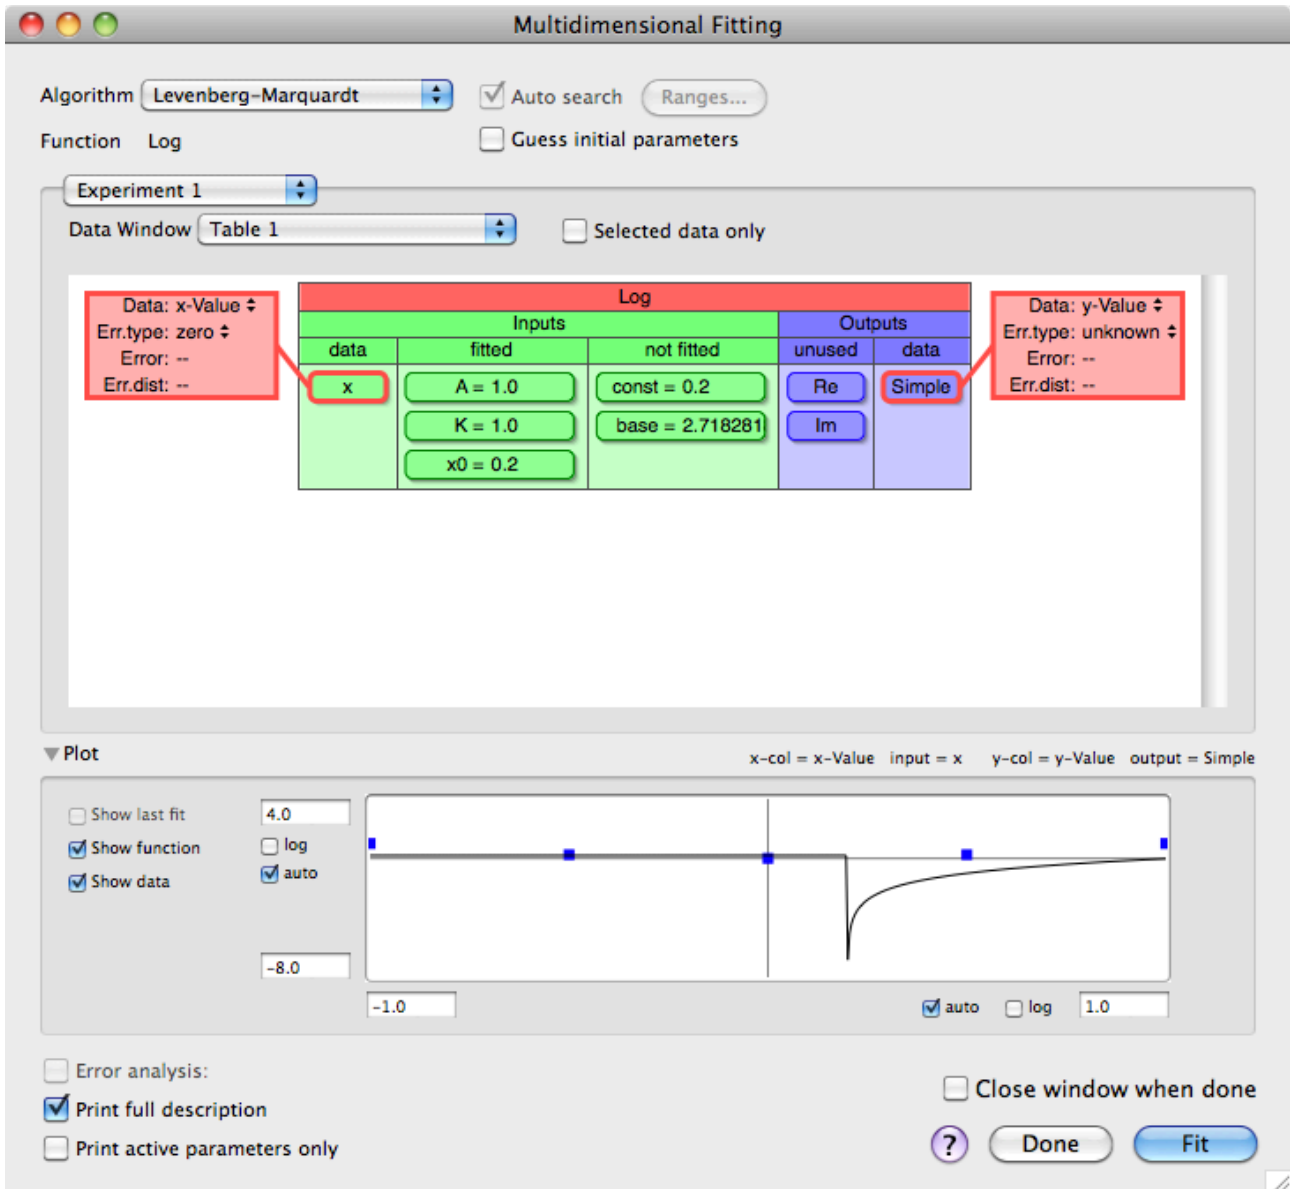 Multidimensional Fitting
Algorithm Levenberg-Marquardt Auto search Ranges...
Function Log Guess initial parameters
Experiment 1
Data Window Table 1 Selected data only
Data: x-Value
Err.type: zero
Error: --
Err.dist: --
Log
Inputs Outputs
data fitted not fitted unused data
x A = 1.0 const = 0.2 Re Simple
K = 1.0 base = 2.718281 Im
x0 = 0.2
Data: y-Value
Err.type: unknown
Error: --
Err.dist: --
Plot x-col = x-Value input = x y-col = y-Value output = Simple
Show last fit 4.0
Show function log
Show data auto
-8.0
-1.0 auto log 1.0
Error analysis:
Print full description Close window when done
Print active parameters only ? Done Fit